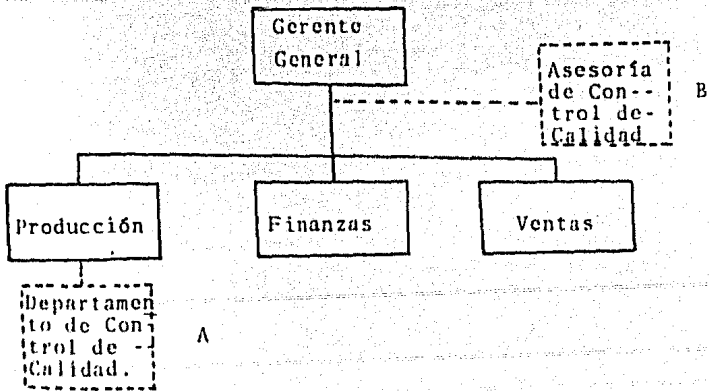 Gerente
General
Asesoría
de Con--
trol de-
Calidad
B
Producción
Finanzas
Ventas
Departamen
to de Con
trol de --
Calidad.
A